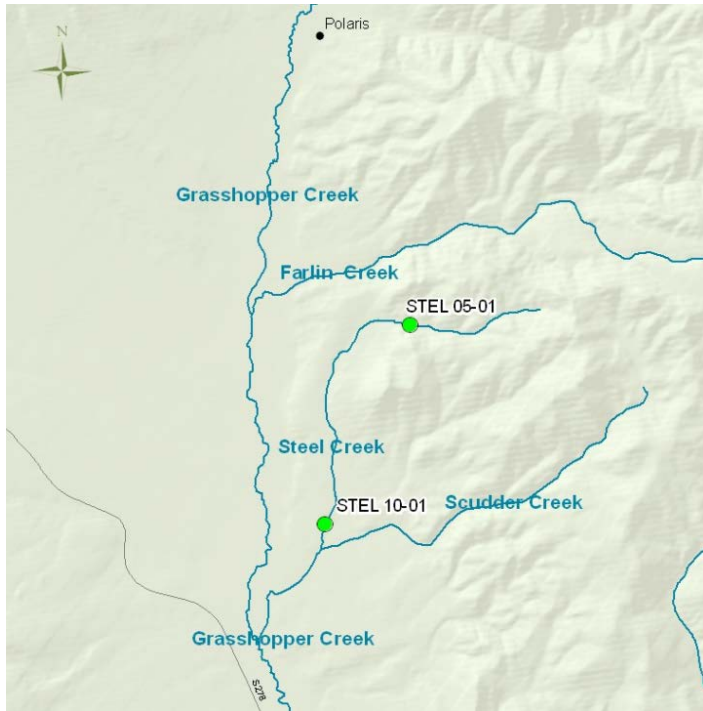 N
Polaris
Grasshopper Creek
Farlin Creek
STEL 05-01
Steel Creek
STEL 10-01
Scudder Creek
Grasshopper Creek
S-278